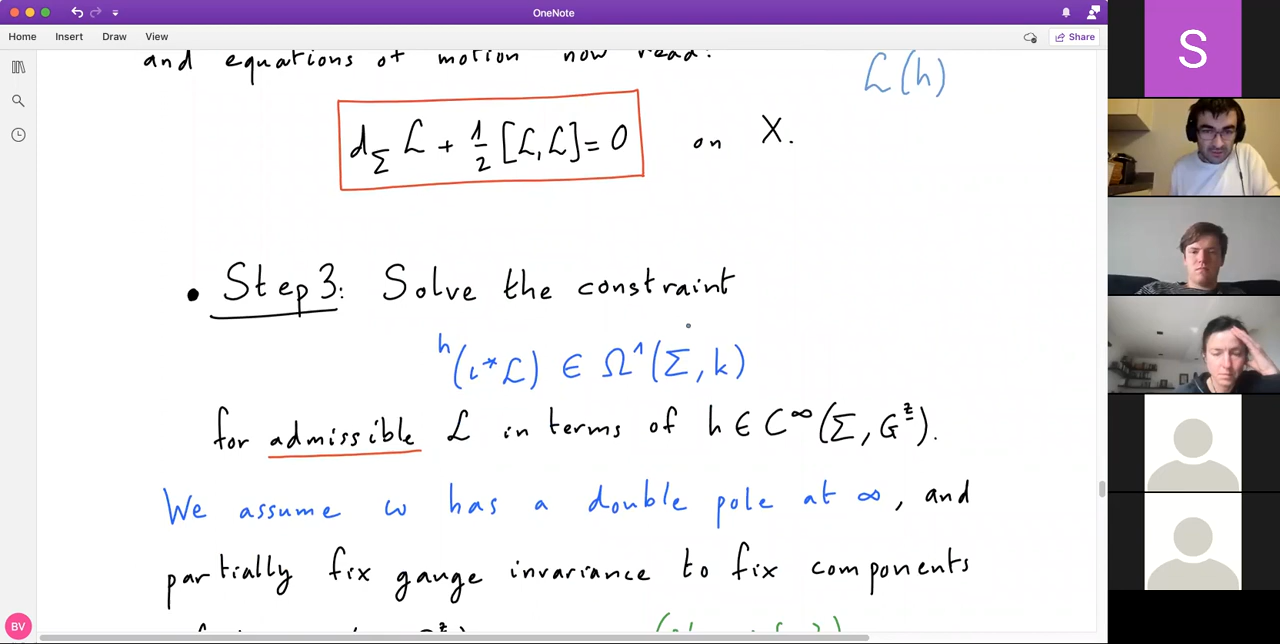 OneNote
Home Insert Draw View Share
and equations of motion now read:
L(h)
d_Σ L + 1/2 [L, L] = 0 on X.
• Step 3: Solve the constraint
ʰ(ι*L) ∈ Ω¹(Σ, k)
for admissible L in terms of h ∈ C^∞(Σ, G^ẑ).
We assume ω has a double pole at ∞, and
partially fix gauge invariance to fix components
S
BV